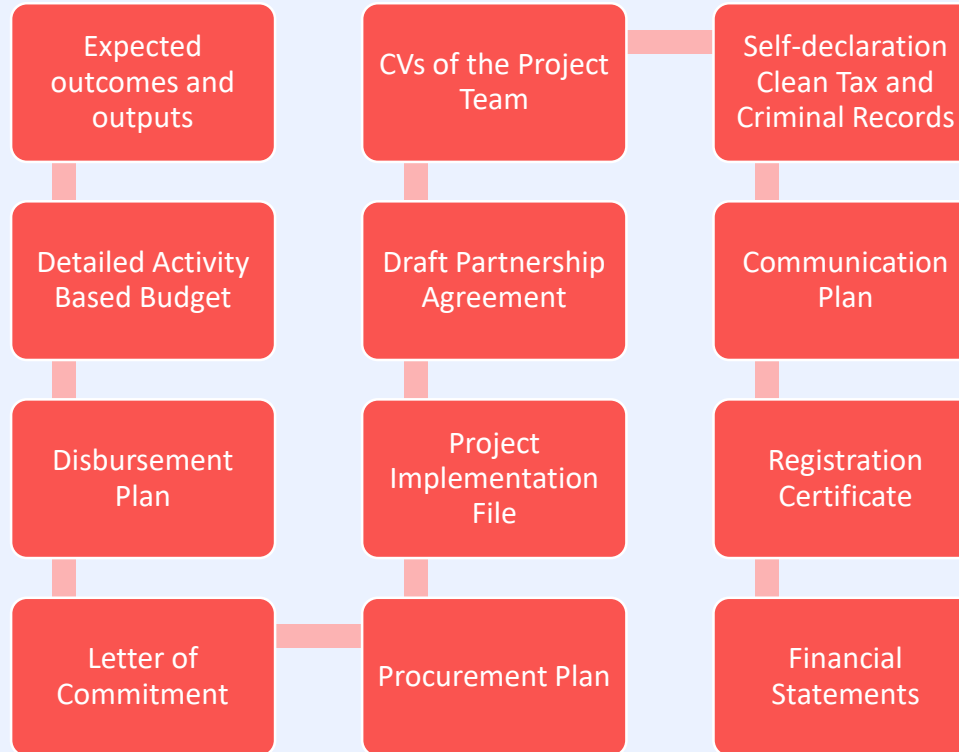 Expected
outcomes and
outputs
Detailed Activity
Based Budget
Disbursement
Plan
Letter of
Commitment
Procurement Plan
Project
Implementation
File
Draft Partnership
Agreement
CVs of the Project
Team
Self-declaration
Clean Tax and
Criminal Records
Communication
Plan
Registration
Certificate
Financial
Statements